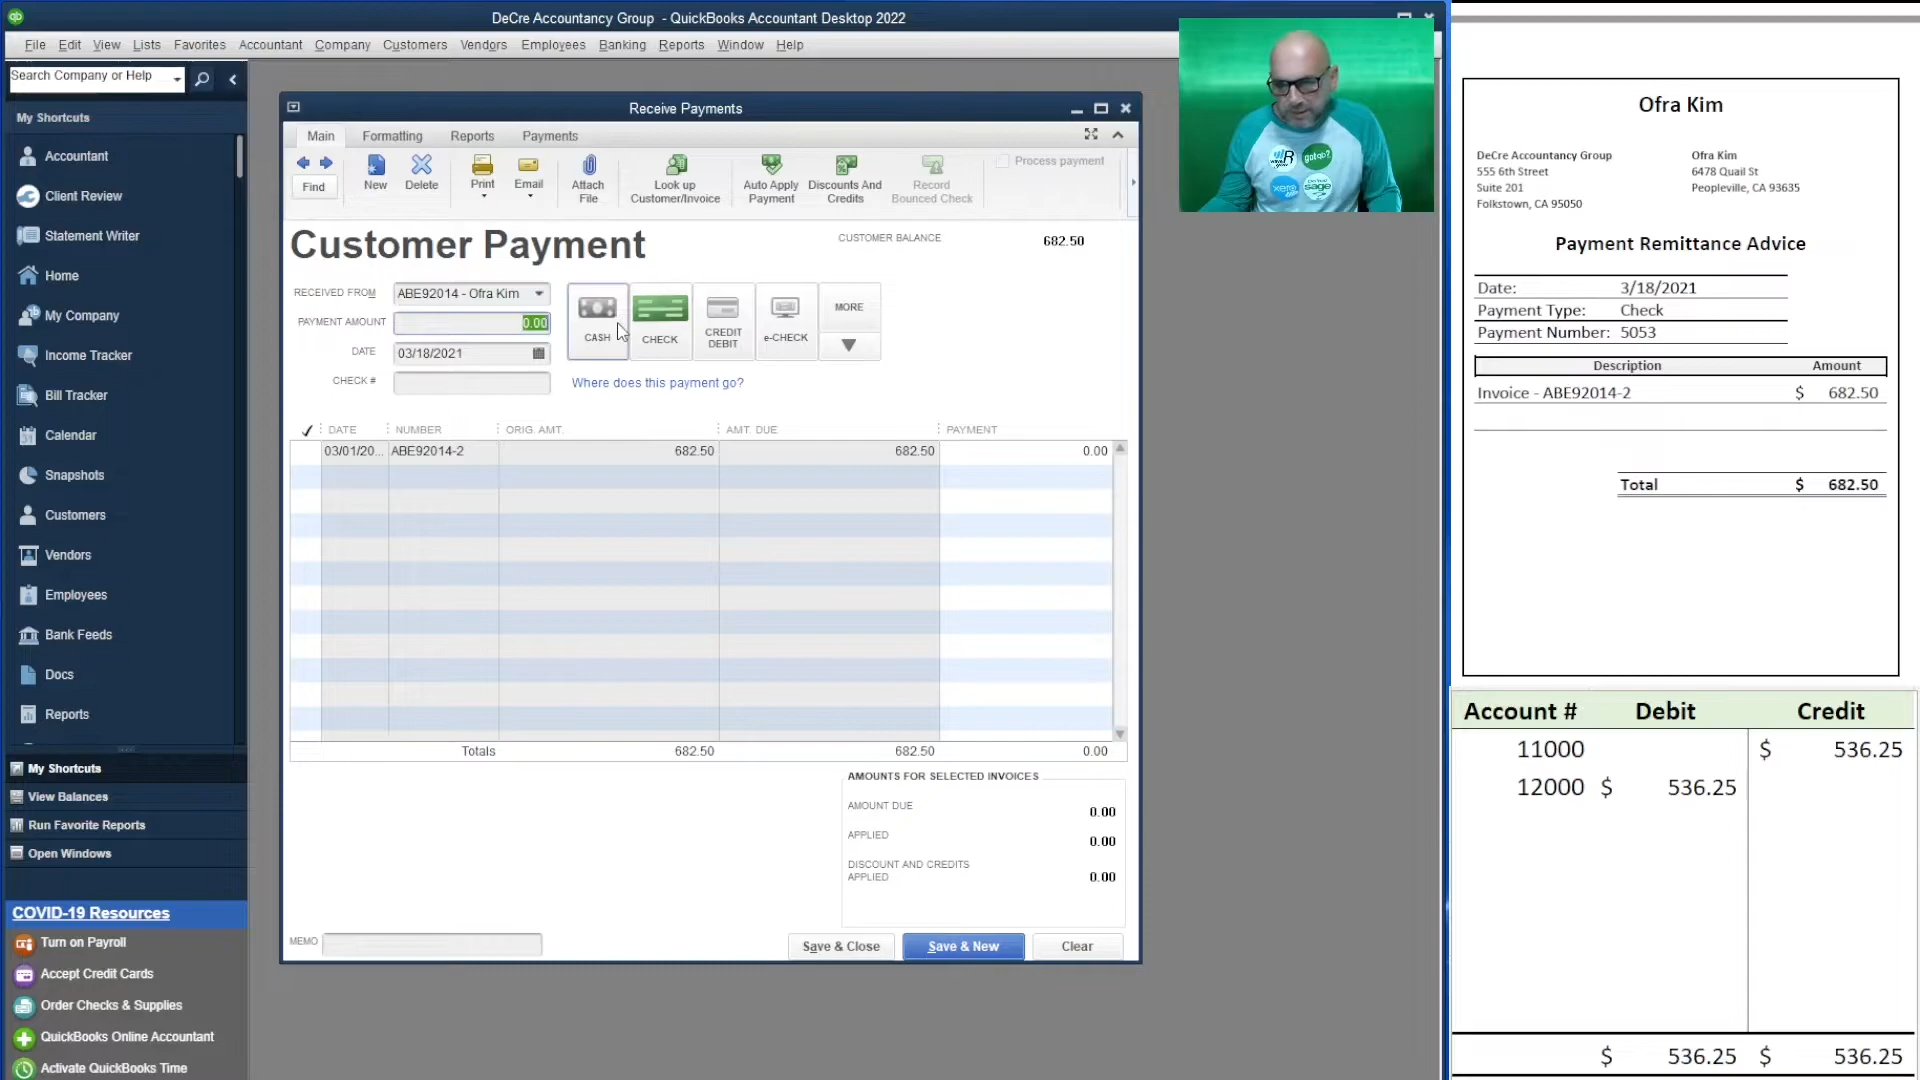 DeCre Accountancy Group - QuickBooks Accountant Desktop 2022
File Edit View Lists Favorites Accountant Company Customers Vendors Employees Banking Reports Window Help
Search Company or Help
My Shortcuts
Accountant
Client Review
Statement Writer
Home
My Company
Income Tracker
Bill Tracker
Calendar
Snapshots
Customers
Vendors
Employees
Bank Feeds
Docs
Reports
My Shortcuts
View Balances
Run Favorite Reports
Open Windows
COVID-19 Resources
Turn on Payroll
Accept Credit Cards
Order Checks & Supplies
QuickBooks Online Accountant
Activate QuickBooks Time
Receive Payments
Main Formatting Reports Payments
Find
New
Delete
Print
Email
Attach
File
Look up
Customer/Invoice
Auto Apply
Payment
Discounts And
Credits
Record
Bounced Check
Process payment
Customer Payment
CUSTOMER BALANCE 682.50
RECEIVED FROM ABE92014 - Ofra Kim
PAYMENT AMOUNT 0.00
DATE 03/18/2021
CHECK #
CASH
CHECK
CREDIT
DEBIT
e-CHECK
MORE
Where does this payment go?
DATE NUMBER ORIG. AMT. AMT. DUE PAYMENT
03/01/20... ABE92014-2 682.50 682.50 0.00
Totals 682.50 682.50 0.00
AMOUNTS FOR SELECTED INVOICES
AMOUNT DUE 0.00
APPLIED 0.00
DISCOUNT AND CREDITS
APPLIED 0.00
MEMO
Save & Close Save & New Clear
got qb?
xero
sage
Ofra Kim
DeCre Accountancy Group
555 6th Street
Suite 201
Folkstown, CA 95050
Ofra Kim
6478 Quail St
Peopleville, CA 93635
Payment Remittance Advice
Date: 3/18/2021
Payment Type: Check
Payment Number: 5053
Description Amount
Invoice - ABE92014-2 $ 682.50
Total $ 682.50
Account # Debit Credit
11000 $ 536.25
12000 $ 536.25
$ 536.25 $ 536.25